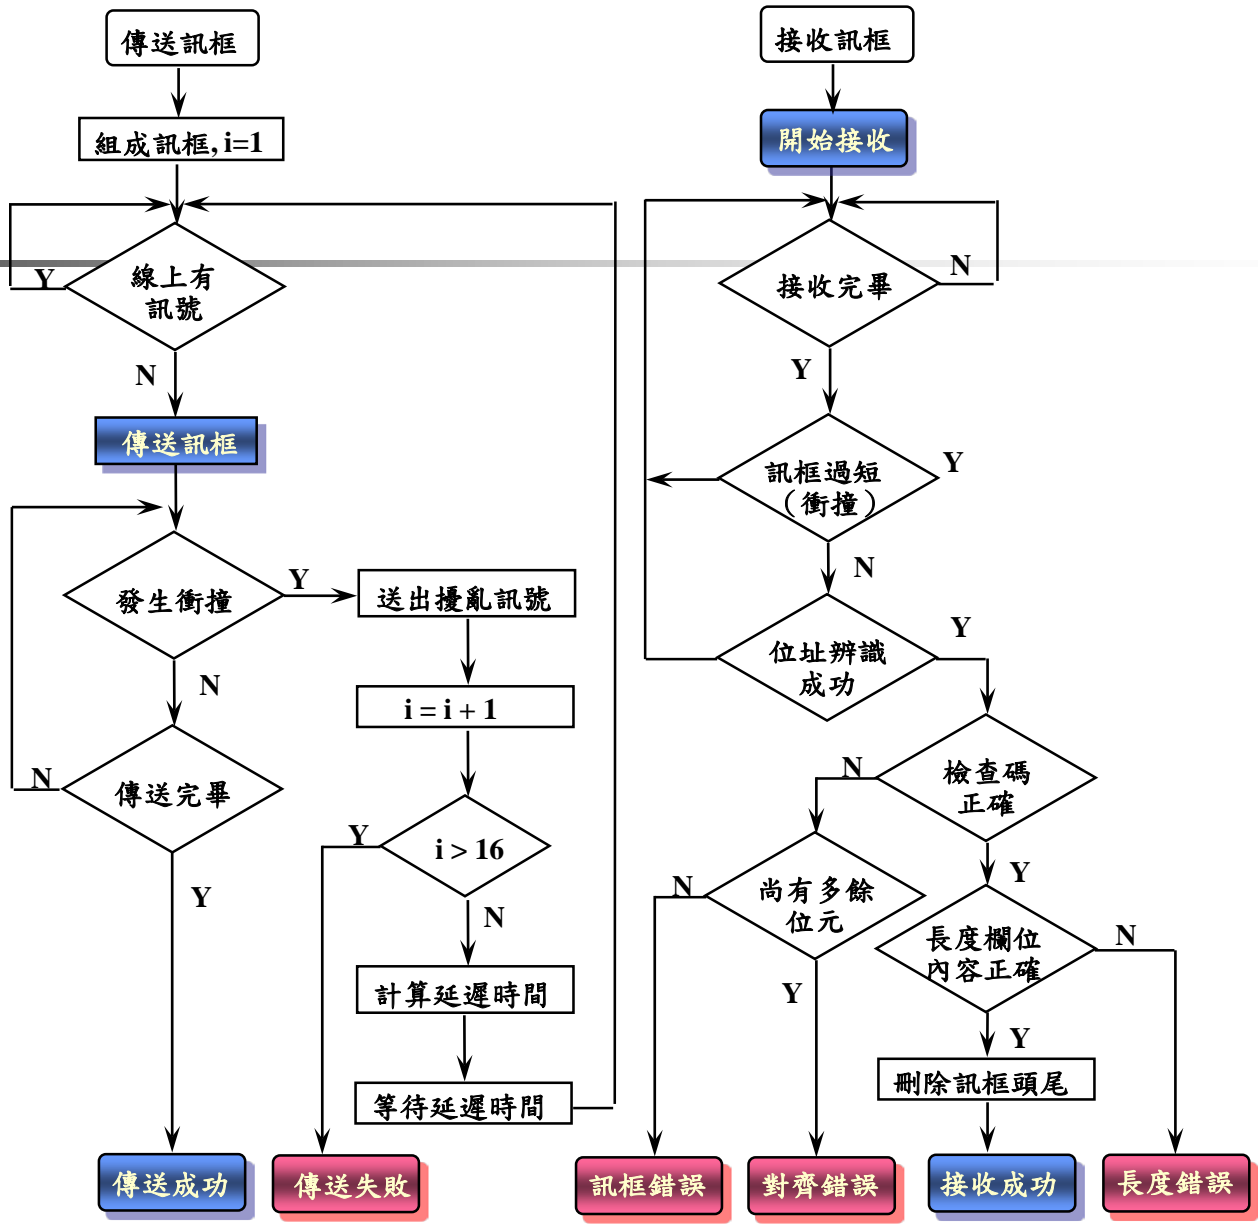 傳送訊框
組成訊框, i=1
Y
線上有
訊號
N
傳送訊框
發生衝撞
Y
送出擾亂訊號
N
i = i + 1
N
傳送完畢
Y
Y
i > 16
N
計算延遲時間
等待延遲時間
傳送成功
傳送失敗
接收訊框
開始接收
接收完畢
N
Y
訊框過短
（衝撞）
Y
N
位址辨識
成功
Y
N
檢查碼
正確
Y
N
尚有多餘
位元
Y
長度欄位
內容正確
N
Y
刪除訊框頭尾
訊框錯誤
對齊錯誤
接收成功
長度錯誤